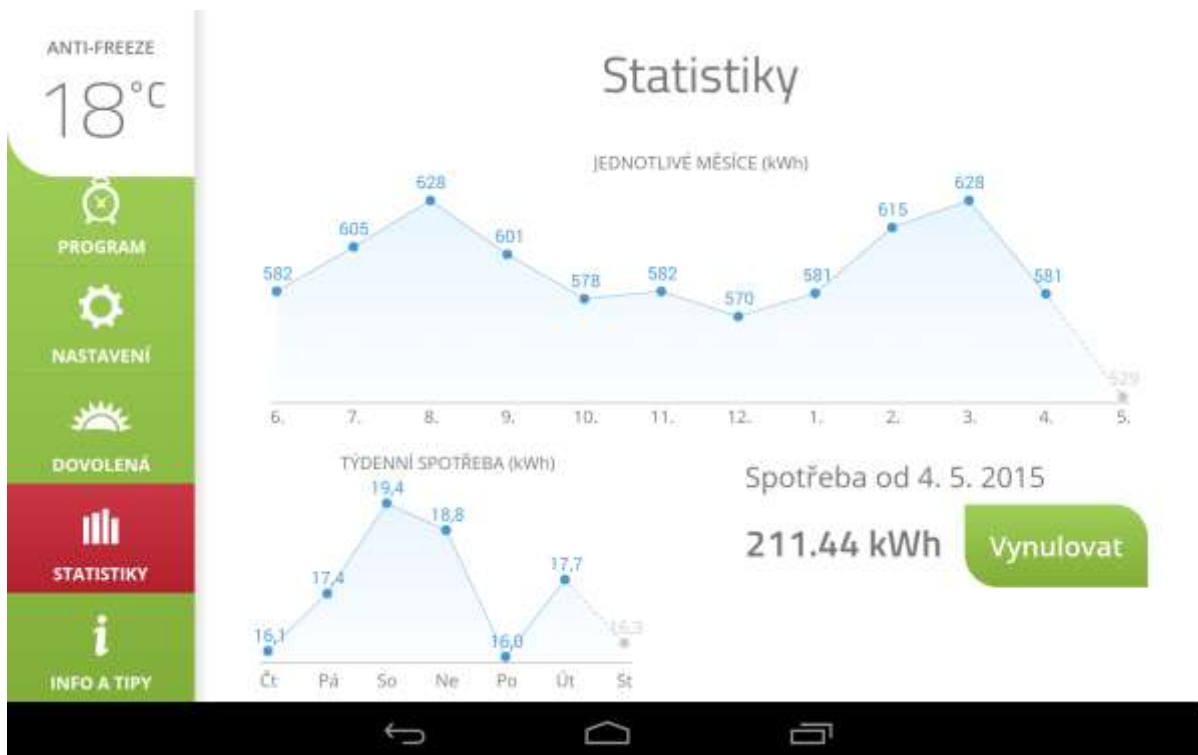 ANTI-FREEZE
18°C
PROGRAM
NASTAVENÍ
DOVOLENÁ
STATISTIKY
INFO A TIPY
Statistiky
JEDNOTLIVÉ MĚSÍCE (kWh)
582 605 628 601 578 582 570 581 615 628 581 529
6. 7. 8. 9. 10. 11. 12. 1. 2. 3. 4. 5.
TÝDENNÍ SPOTŘEBA (kWh)
16,1 17,4 19,4 18,8 16,0 17,7 16,3
Čt Pá So Ne Po Út St
Spotřeba od 4. 5. 2015
211.44 kWh
Vynulovat